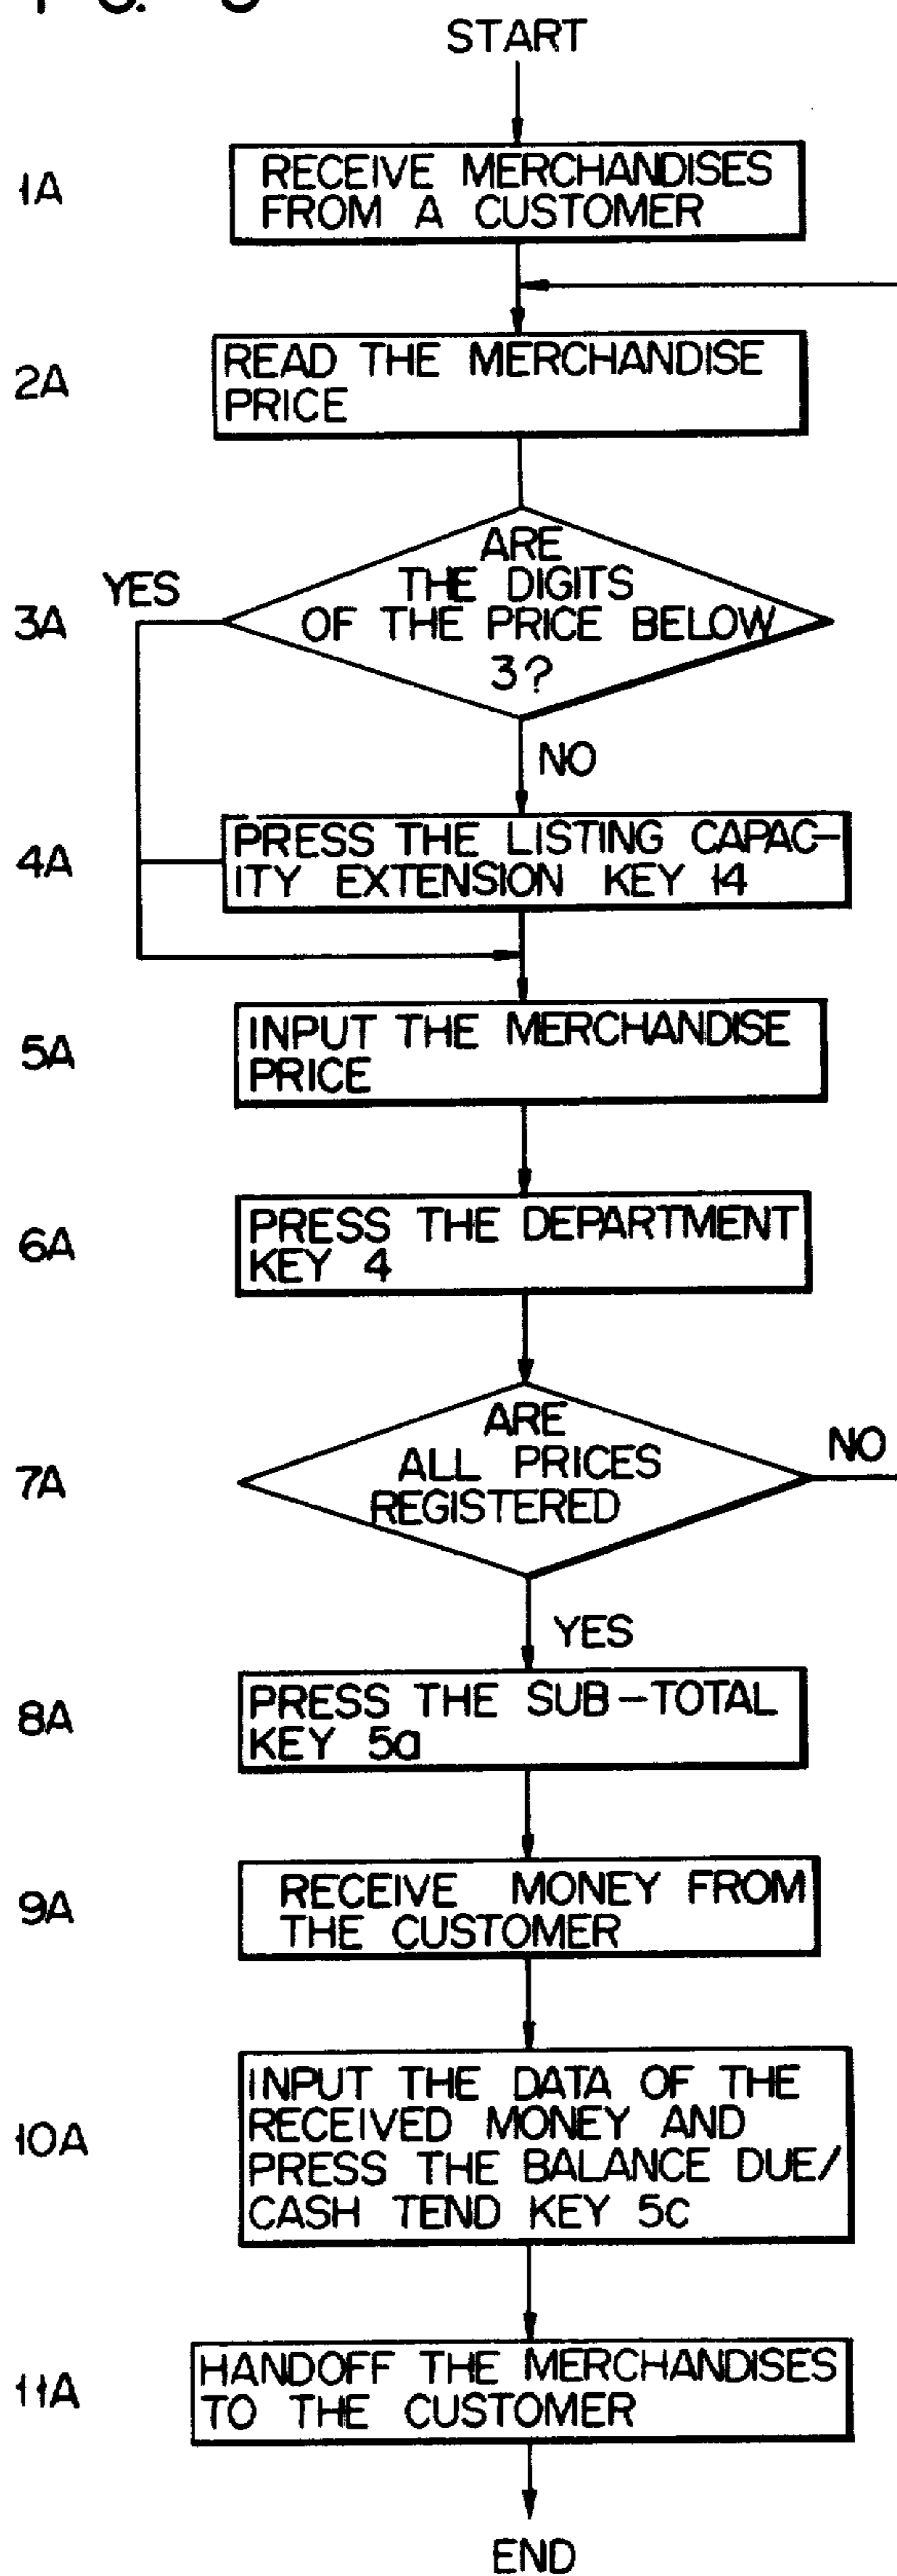 START
1A
RECEIVE MERCHANDISES
FROM A CUSTOMER
2A
READ THE MERCHANDISE
PRICE
3A
YES
ARE
THE DIGITS
OF THE PRICE BELOW
3?
NO
4A
PRESS THE LISTING CAPAC-
ITY EXTENSION KEY 14
5A
INPUT THE MERCHANDISE
PRICE
6A
PRESS THE DEPARTMENT
KEY 4
7A
ARE
ALL PRICES
REGISTERED
NO
YES
8A
PRESS THE SUB-TOTAL
KEY 5a
9A
RECEIVE MONEY FROM
THE CUSTOMER
10A
INPUT THE DATA OF THE
RECEIVED MONEY AND
PRESS THE BALANCE DUE/
CASH TEND KEY 5c
11A
HANDOFF THE MERCHANDISES
TO THE CUSTOMER
END